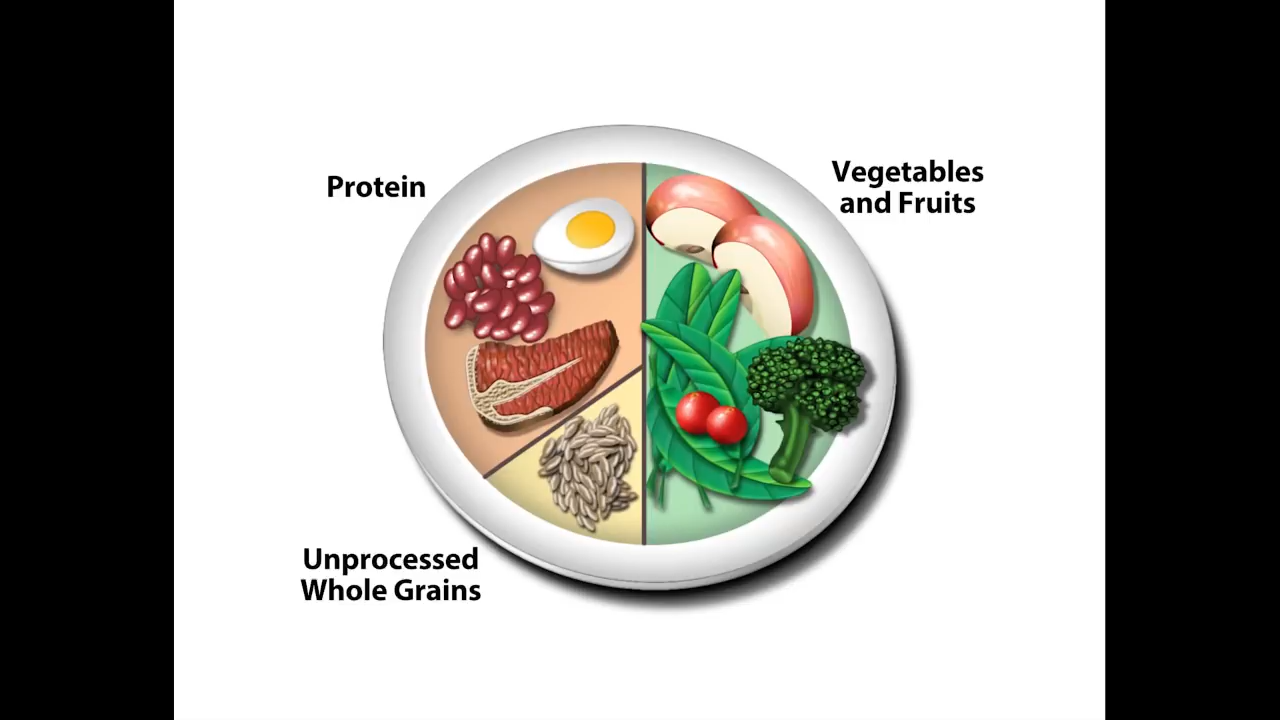 Protein
Vegetables
and Fruits
Unprocessed
Whole Grains